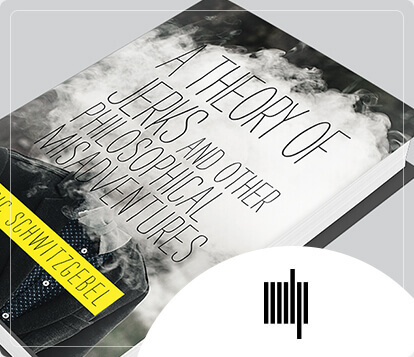 A THEORY OF
JERKS AND OTHER
PHILOSOPHICAL
MISADVENTURES
SCHWITZGEBEL